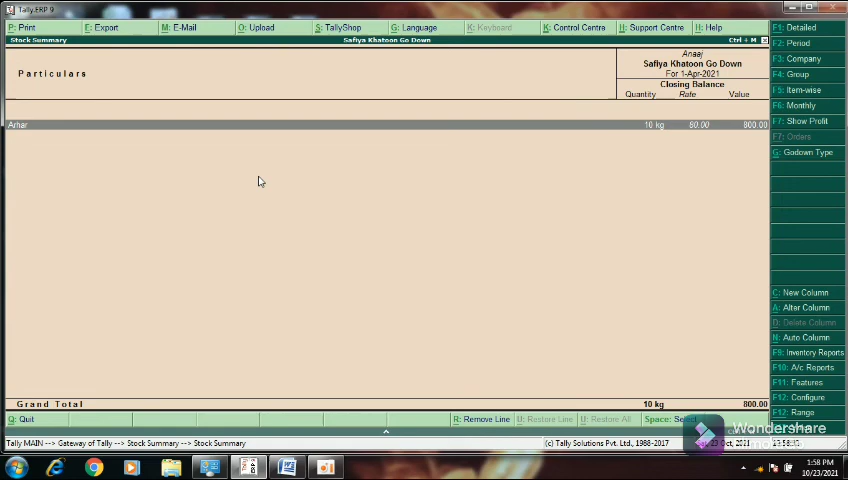 Tally.ERP 9
P: Print E: Export M: E-Mail O: Upload S: TallyShop G: Language K: Keyboard K: Control Centre H: Support Centre H: Help
Stock Summary Safiya Khatoon Go Down Ctrl + M
Particulars
Anaaj
Safiya Khatoon Go Down
For 1-Apr-2021
Closing Balance
Quantity Rate Value
Arhar 10 kg 80.00 800.00
Grand Total 10 kg 800.00
F1: Detailed
F2: Period
F3: Company
F4: Group
F5: Item-wise
F6: Monthly
F7: Show Profit
F7: Orders
G: Godown Type
C: New Column
A: Alter Column
D: Delete Column
N: Auto Column
F9: Inventory Reports
F10: A/c Reports
F11: Features
F12: Configure
F12: Range
Q: Quit R: Remove Line U: Restore Line U: Restore All Space: Select
Wondershare
Tally MAIN --> Gateway of Tally --> Stock Summary --> Stock Summary (c) Tally Solutions Pvt. Ltd., 1988-2017 23 Oct, 2021
1:58 PM
10/23/2021